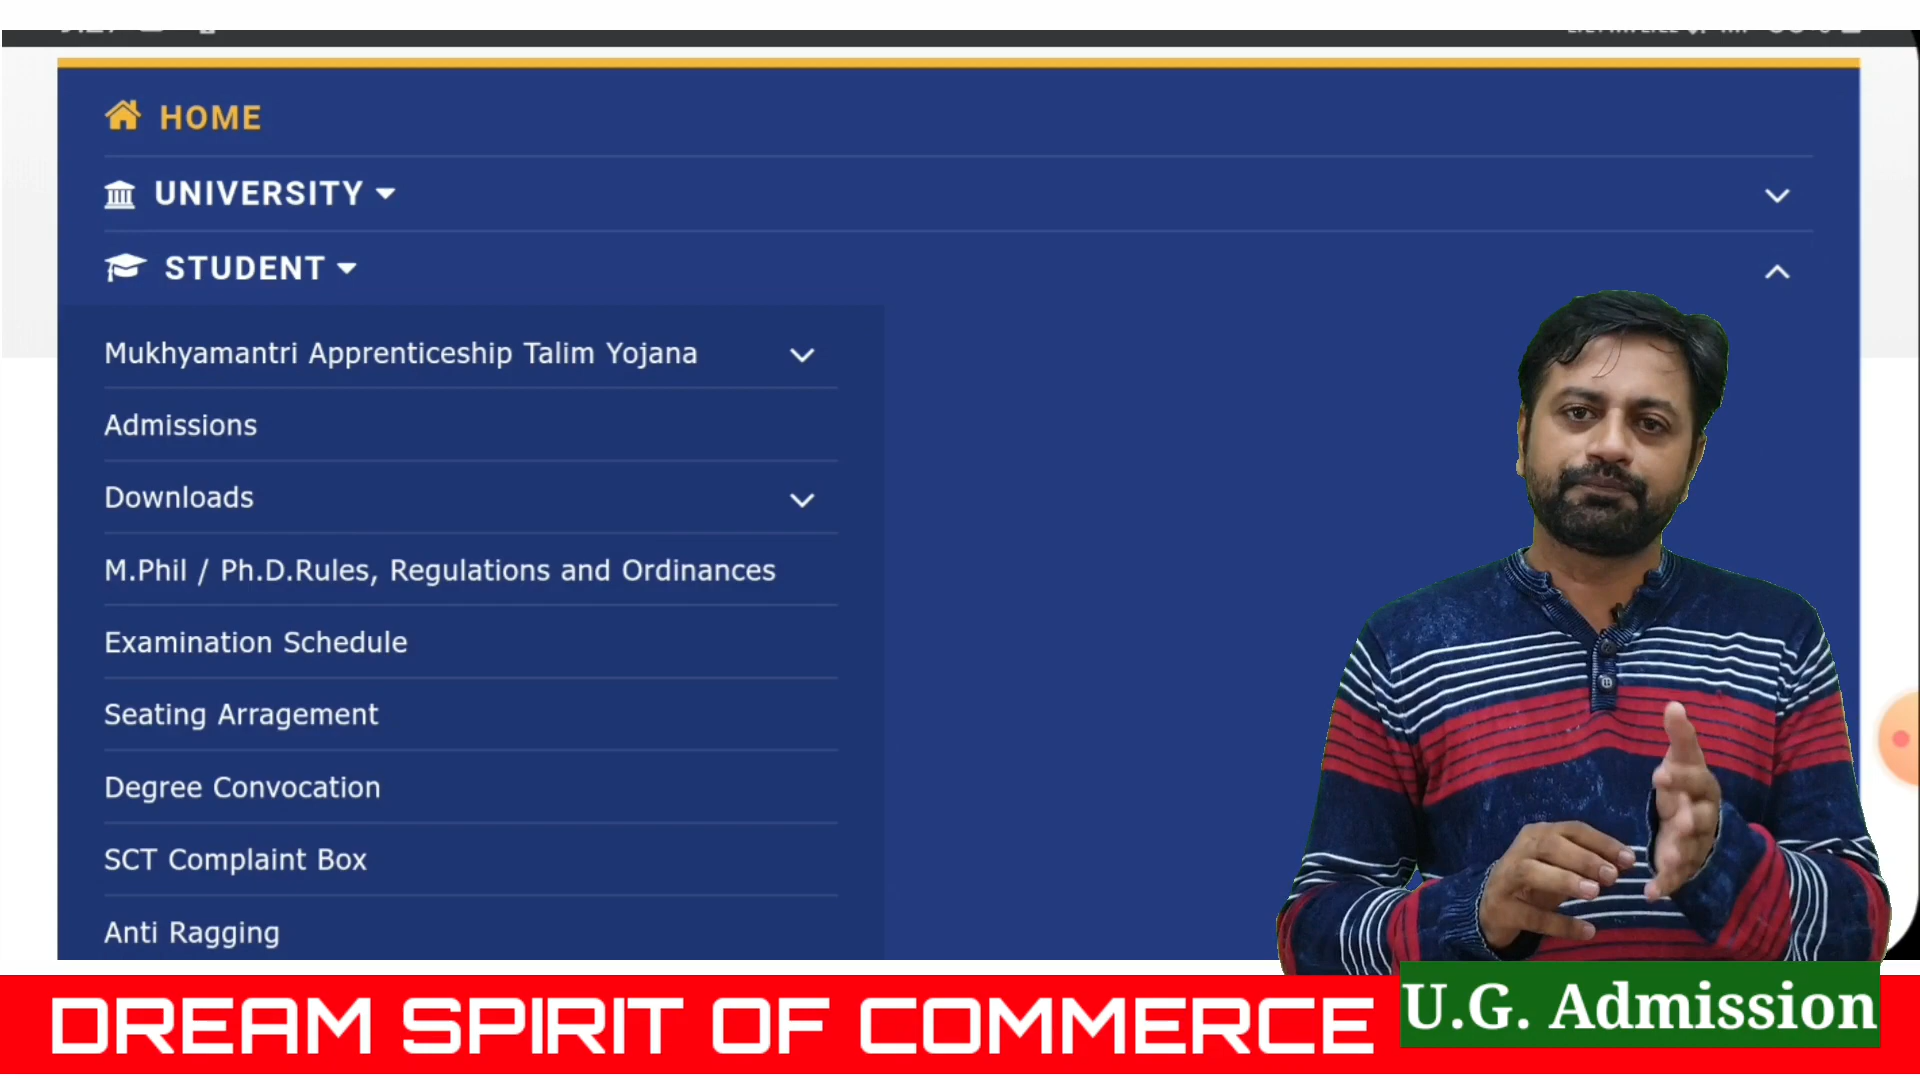 HOME
UNIVERSITY
STUDENT
Mukhyamantri Apprenticeship Talim Yojana
Admissions
Downloads
M.Phil / Ph.D.Rules, Regulations and Ordinances
Examination Schedule
Seating Arragement
Degree Convocation
SCT Complaint Box
Anti Ragging
DREAM SPIRIT OF COMMERCE
U.G. Admission